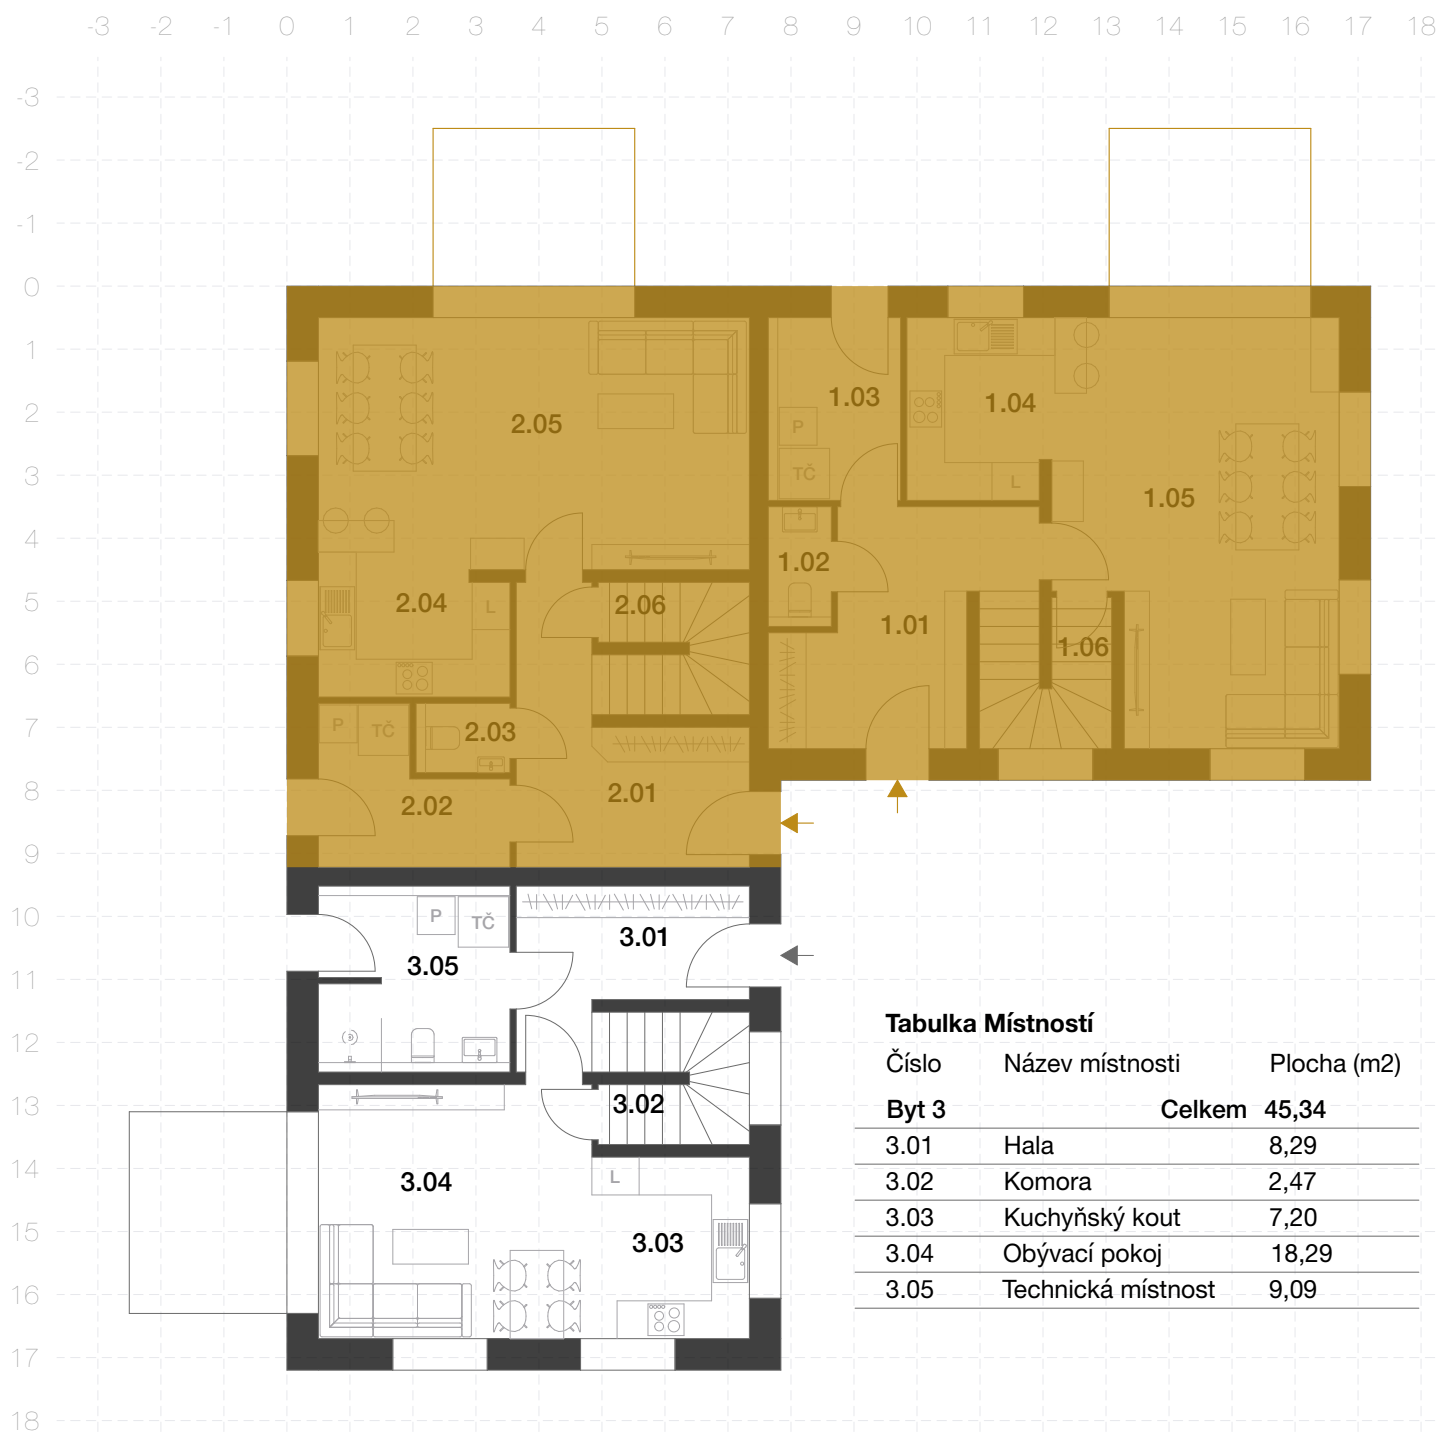 -3 -2 -1 0 1 2 3 4 5 6 7 8 9 10 11 12 13 14 15 16 17 18
-3
-2
-1
0
1
2
3
4
5
6
7
8
9
10
11
12
13
14
15
16
17
18
2.05
1.03
1.04
P
TČ
L
1.05
1.02
2.04
L
2.06
1.01
1.06
P
TČ
2.03
2.02
2.01
P
TČ
3.01
3.05
3.02
3.04
L
3.03
Tabulka Místností
Číslo Název místnosti Plocha (m2)
Byt 3 Celkem 45,34
3.01 Hala 8,29
3.02 Komora 2,47
3.03 Kuchyňský kout 7,20
3.04 Obývací pokoj 18,29
3.05 Technická místnost 9,09